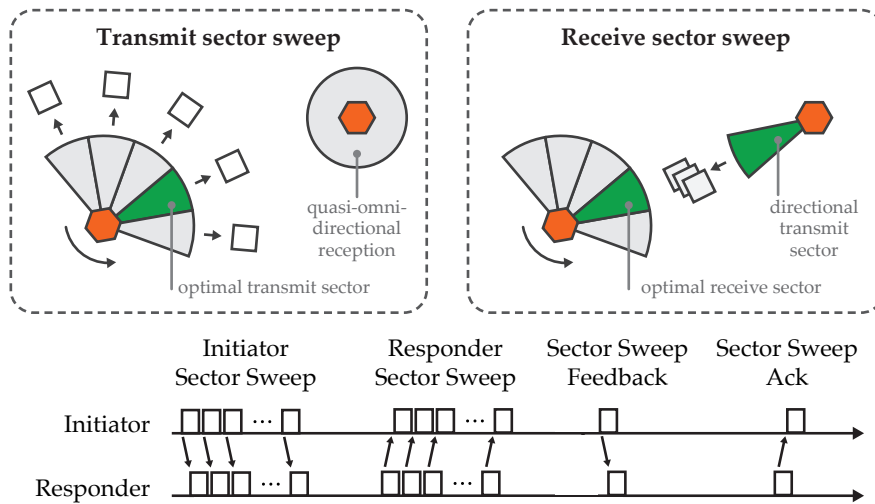 Transmit sector sweep
quasi-omni-
directional
reception
optimal transmit sector
Receive sector sweep
directional
transmit
sector
optimal receive sector
Initiator
Sector Sweep
Responder
Sector Sweep
Sector Sweep
Feedback
Sector Sweep
Ack
Initiator
...
...
Responder
...
...